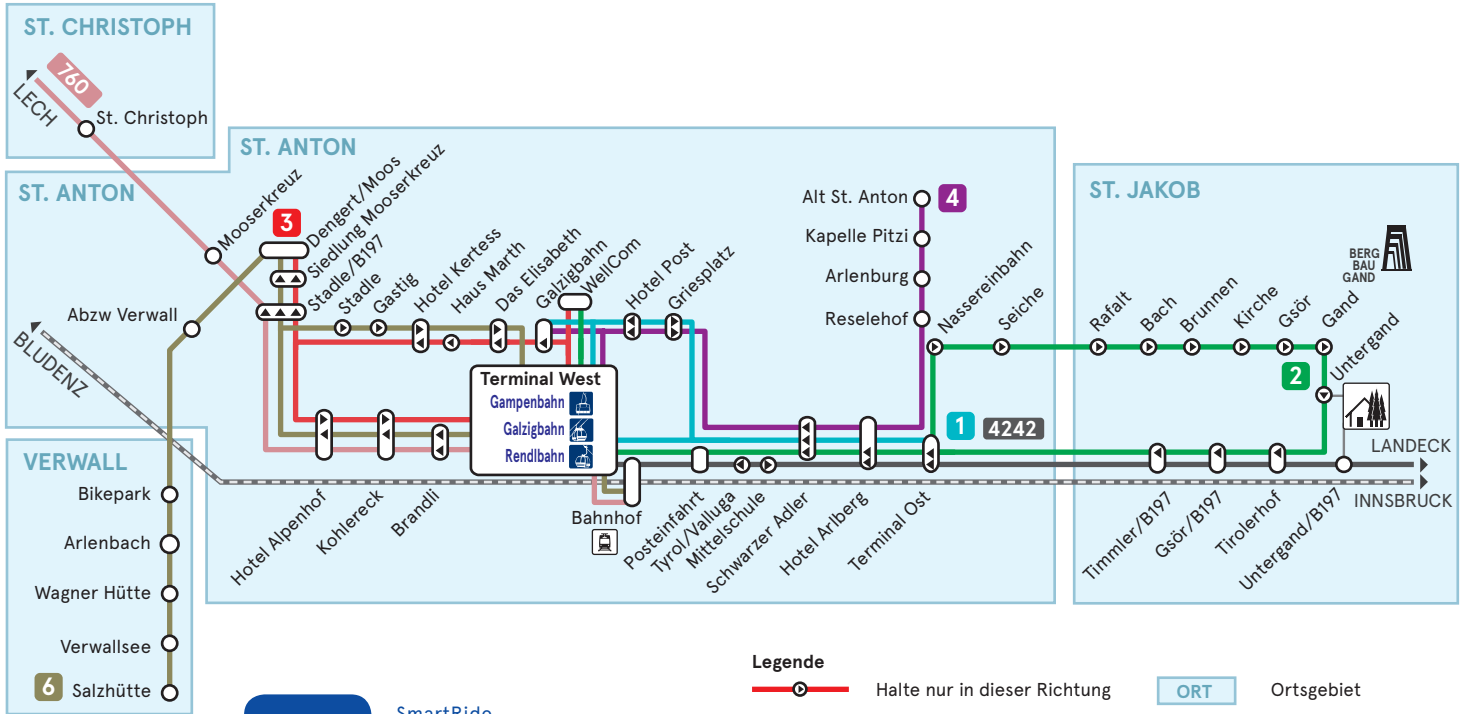 ST. CHRISTOPH
760
LECH
St. Christoph
ST. ANTON
ST. ANTON
Mooserkreuz
3
Dengert/Moos
Siedlung Mooserkreuz
Stadle/B197
Stadle
Gastig
Hotel Kertess
Haus Marth
Das Elisabeth
Galzigbahn
WellCom
Hotel Post
Griesplatz
Alt St. Anton
4
Kapelle Pitzi
Arlenburg
Reselehof
Nassereinbahn
Seiche
ST. JAKOB
BERG
BAU
GAND
Rafalt
Bach
Brunnen
Kirche
Gsör
Gand
Untergand
2
Abzw Verwall
BLUDENZ
Terminal West
Gampenbahn
Galzigbahn
Rendlbahn
1
4242
LANDECK
INNSBRUCK
Hotel Alpenhof
Kohlereck
Brandli
Bahnhof
Posteinfahrt
Tyrol/Valluga
Mittelschule
Schwarzer Adler
Hotel Arlberg
Terminal Ost
Timmler/B197
Gsör/B197
Tirolerhof
Untergand/B197
VERWALL
Bikepark
Arlenbach
Wagner Hütte
Verwallsee
6
Salzhütte
SmartRide
Legende
Halte nur in dieser Richtung
ORT
Ortsgebiet